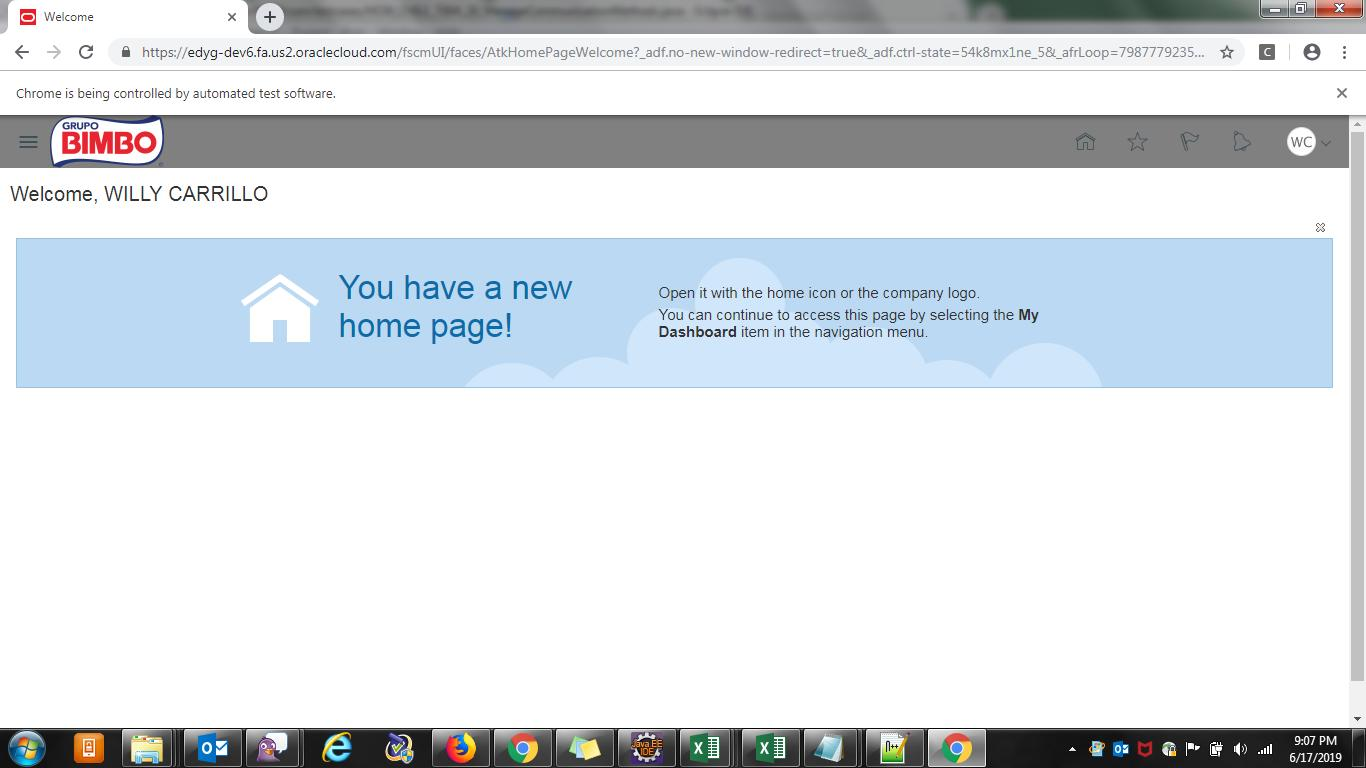 Welcome
https://edyg-dev6.fa.us2.oraclecloud.com/fscmUI/faces/AtkHomePageWelcome?_adf.no-new-window-redirect=true&_adf.ctrl-state=54k8mx1ne_5&_afrLoop=7987779235...
C
Chrome is being controlled by automated test software.
GRUPO
BIMBO
WC
Welcome, WILLY CARRILLO
You have a new
home page!
Open it with the home icon or the company logo.
You can continue to access this page by selecting the My
Dashboard item in the navigation menu.
Java EE
IDE
9:07 PM
6/17/2019